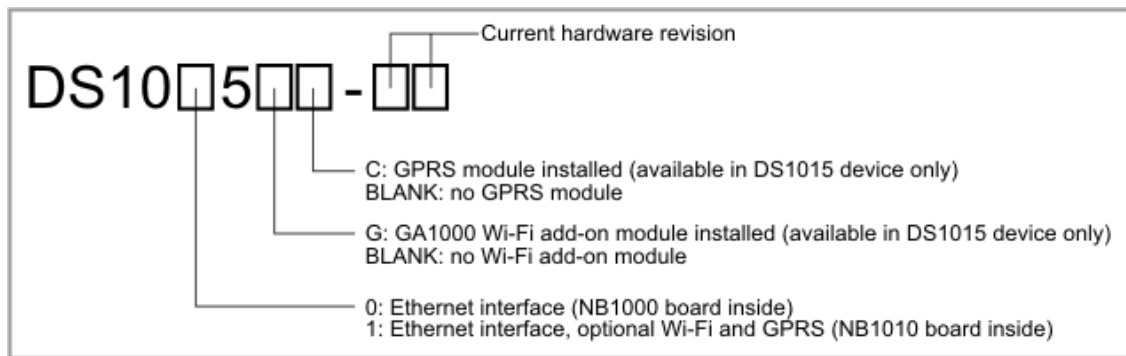 Current hardware revision
DS10□5□□-□□
C: GPRS module installed (available in DS1015 device only)
BLANK: no GPRS module
G: GA1000 Wi-Fi add-on module installed (available in DS1015 device only)
BLANK: no Wi-Fi add-on module
0: Ethernet interface (NB1000 board inside)
1: Ethernet interface, optional Wi-Fi and GPRS (NB1010 board inside)